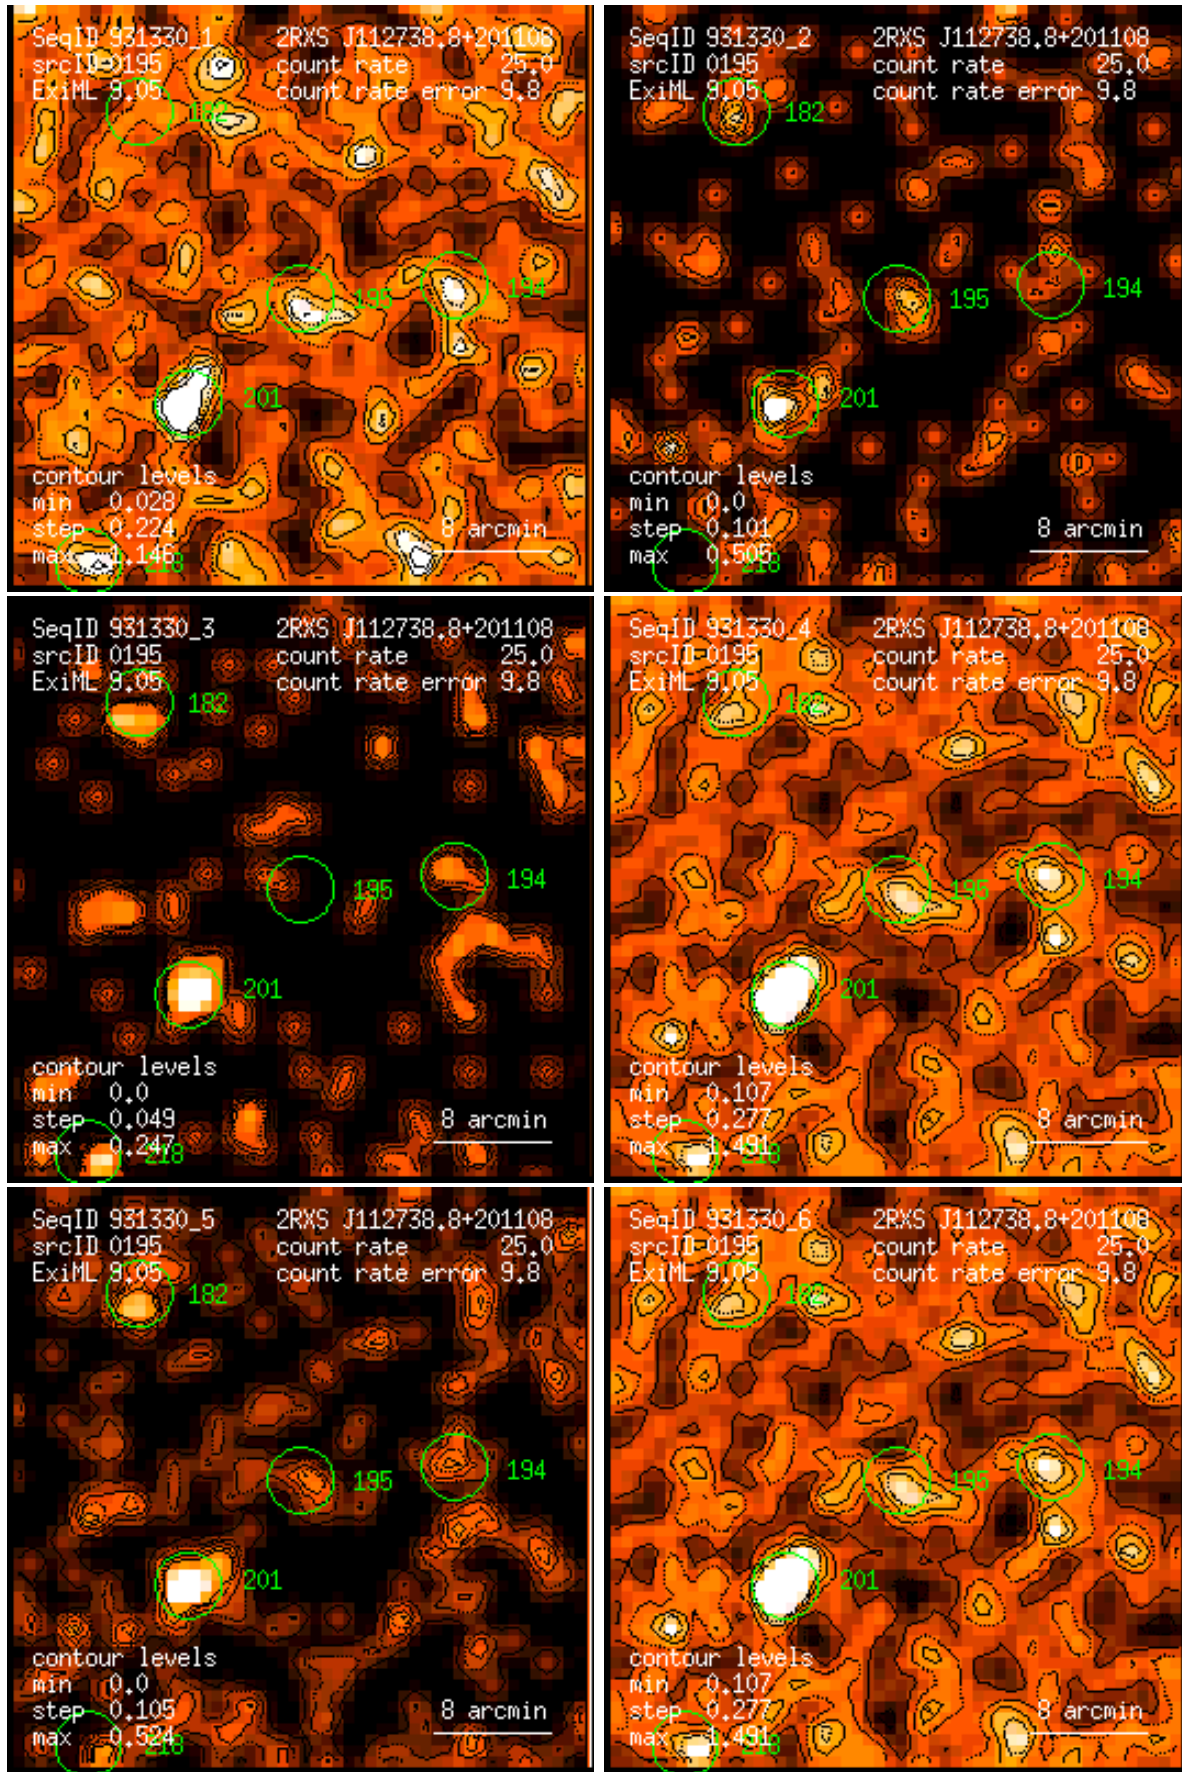 SeqID 931330_1 2RXS J112738.8+201108
srcID 0195 count rate 25.0
ExiML 9.05 count rate error 9.8
182
195
194
201
contour levels
min 0.028
step 0.224
max 1.146
218
8 arcmin
SeqID 931330_2 2RXS J112738.8+201108
srcID 0195 count rate 25.0
ExiML 9.05 count rate error 9.8
182
195
194
201
contour levels
min 0.0
step 0.101
max 0.505
218
8 arcmin
SeqID 931330_3 2RXS J112738.8+201108
srcID 0195 count rate 25.0
ExiML 9.05 count rate error 9.8
182
195
194
201
contour levels
min 0.0
step 0.049
max 0.247
218
8 arcmin
SeqID 931330_4 2RXS J112738.8+201108
srcID 0195 count rate 25.0
ExiML 9.05 count rate error 9.8
182
195
194
201
contour levels
min 0.107
step 0.277
max 1.491
218
8 arcmin
SeqID 931330_5 2RXS J112738.8+201108
srcID 0195 count rate 25.0
ExiML 9.05 count rate error 9.8
182
195
194
201
contour levels
min 0.0
step 0.105
max 0.524
218
8 arcmin
SeqID 931330_6 2RXS J112738.8+201108
srcID 0195 count rate 25.0
ExiML 9.05 count rate error 9.8
182
195
194
201
contour levels
min 0.107
step 0.277
max 1.491
218
8 arcmin